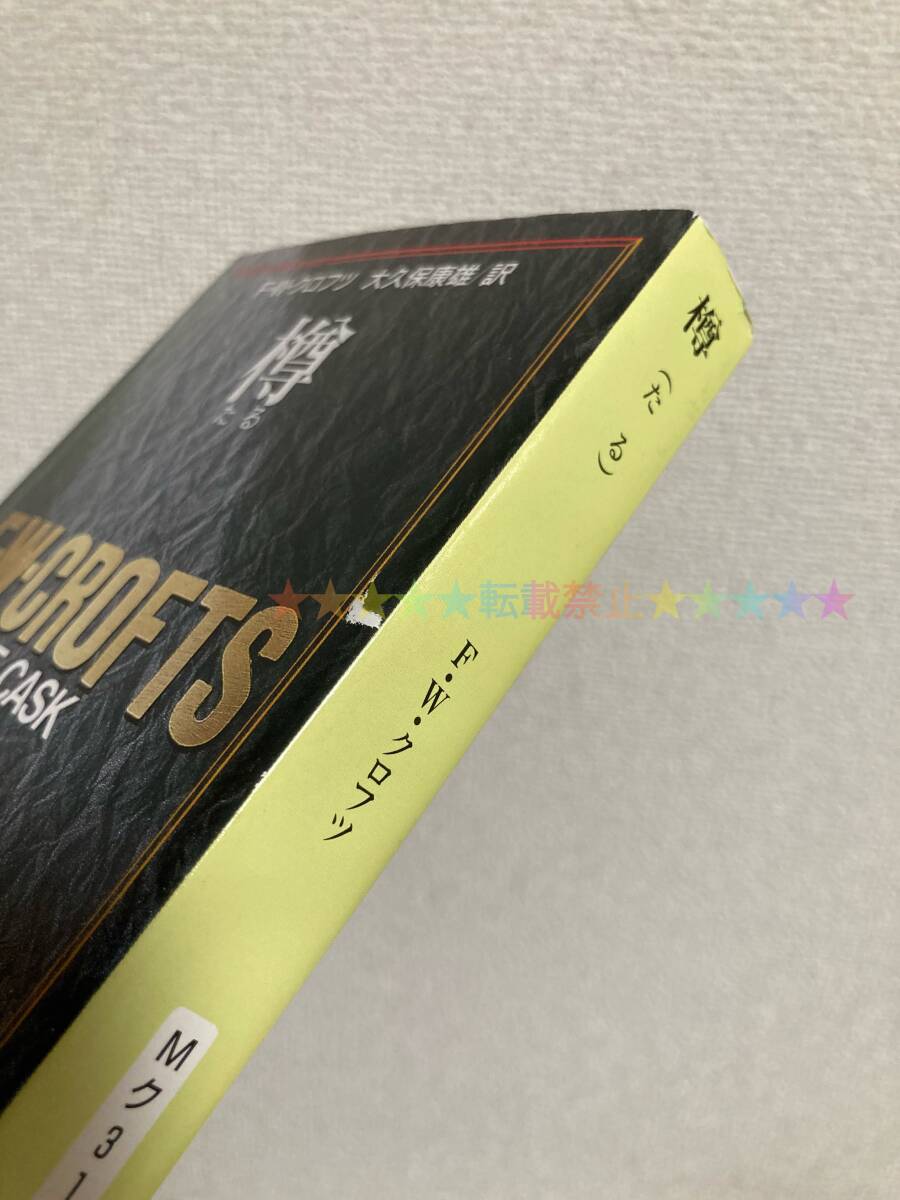 F・W・クロフツ 大久保康雄/訳
樽
たる
F・W・CROFTS
E CASK
樽(たる)
F・W・クロフツ
Mク31
★★★★★転載禁止★★★★★